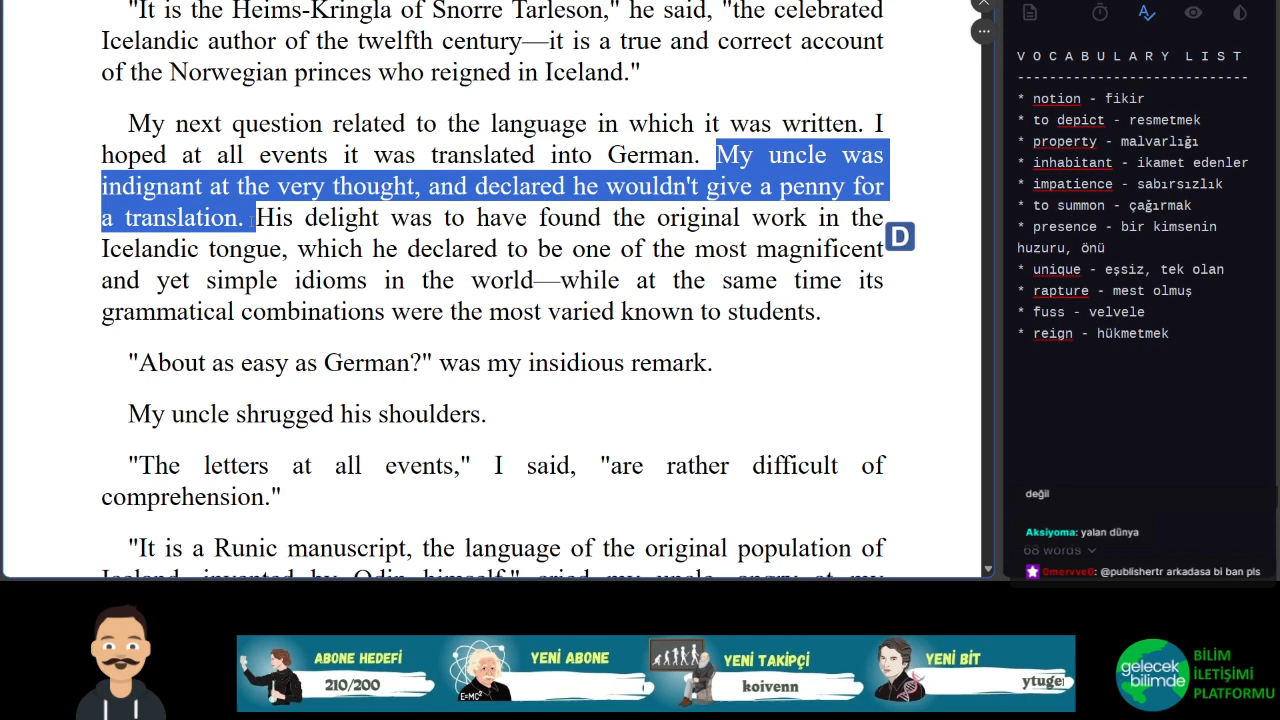 "It is the Heims-Kringla of Snorre Tarleson," he said, "the celebrated
Icelandic author of the twelfth century—it is a true and correct account
of the Norwegian princes who reigned in Iceland."
My next question related to the language in which it was written. I
hoped at all events it was translated into German. My uncle was
indignant at the very thought, and declared he wouldn't give a penny for
a translation. His delight was to have found the original work in the
Icelandic tongue, which he declared to be one of the most magnificent
and yet simple idioms in the world—while at the same time its
grammatical combinations were the most varied known to students.
"About as easy as German?" was my insidious remark.
My uncle shrugged his shoulders.
"The letters at all events," I said, "are rather difficult of
comprehension."
"It is a Runic manuscript, the language of the original population of
D
VOCABULARY LIST
-----------------------------
* notion - fikir
* to depict - resmetmek
* property - malvarlığı
* inhabitant - ikamet edenler
* impatience - sabırsızlık
* to summon - çağırmak
* presence - bir kimsenin
huzuru, önü
* unique - eşsiz, tek olan
* rapture - mest olmuş
* fuss - velvele
* reign - hükmetmek
değil
Aksiyoma: yalan dünya
68 words
OmervveD: @publishertr arkadasa bi ban pls
ABONE HEDEFİ
210/200
E=MC²
YENİ ABONE
YENİ TAKİPÇİ
koivenn
YENİ BİT
ytuge
gelecek
bilimde
BİLİM
İLETİŞİMİ
PLATFORMU